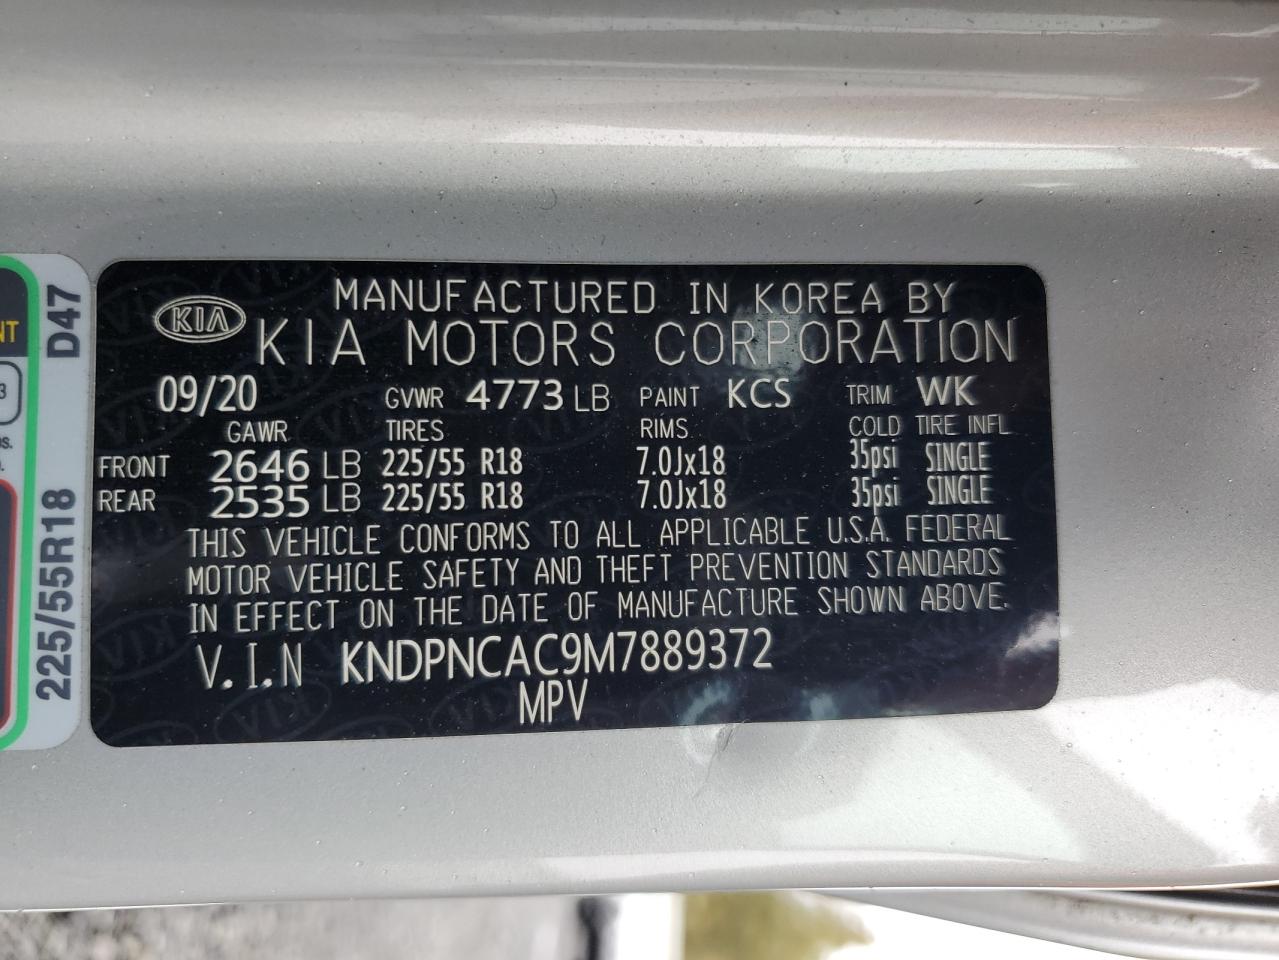 KIA
MANUFACTURED IN KOREA BY
KIA MOTORS CORPORATION
09/20 GVWR 4773 LB PAINT KCS TRIM WK
GAWR TIRES RIMS COLD TIRE INFL
FRONT 2646 LB 225/55 R18 7.0Jx18 35psi SINGLE
REAR 2535 LB 225/55 R18 7.0Jx18 35psi SINGLE
THIS VEHICLE CONFORMS TO ALL APPLICABLE U.S.A. FEDERAL
MOTOR VEHICLE SAFETY AND THEFT PREVENTION STANDARDS
IN EFFECT ON THE DATE OF MANUFACTURE SHOWN ABOVE.
V.I.N KNDPNCAC9M7889372
MPV
225/55R18 D47